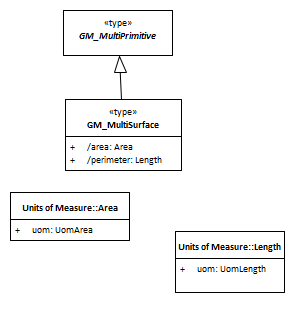 «type»
GM_MultiPrimitive
«type»
GM_MultiSurface
+ /area: Area
+ /perimeter: Length
Units of Measure::Area
+ uom: UomArea
Units of Measure::Length
+ uom: UomLength